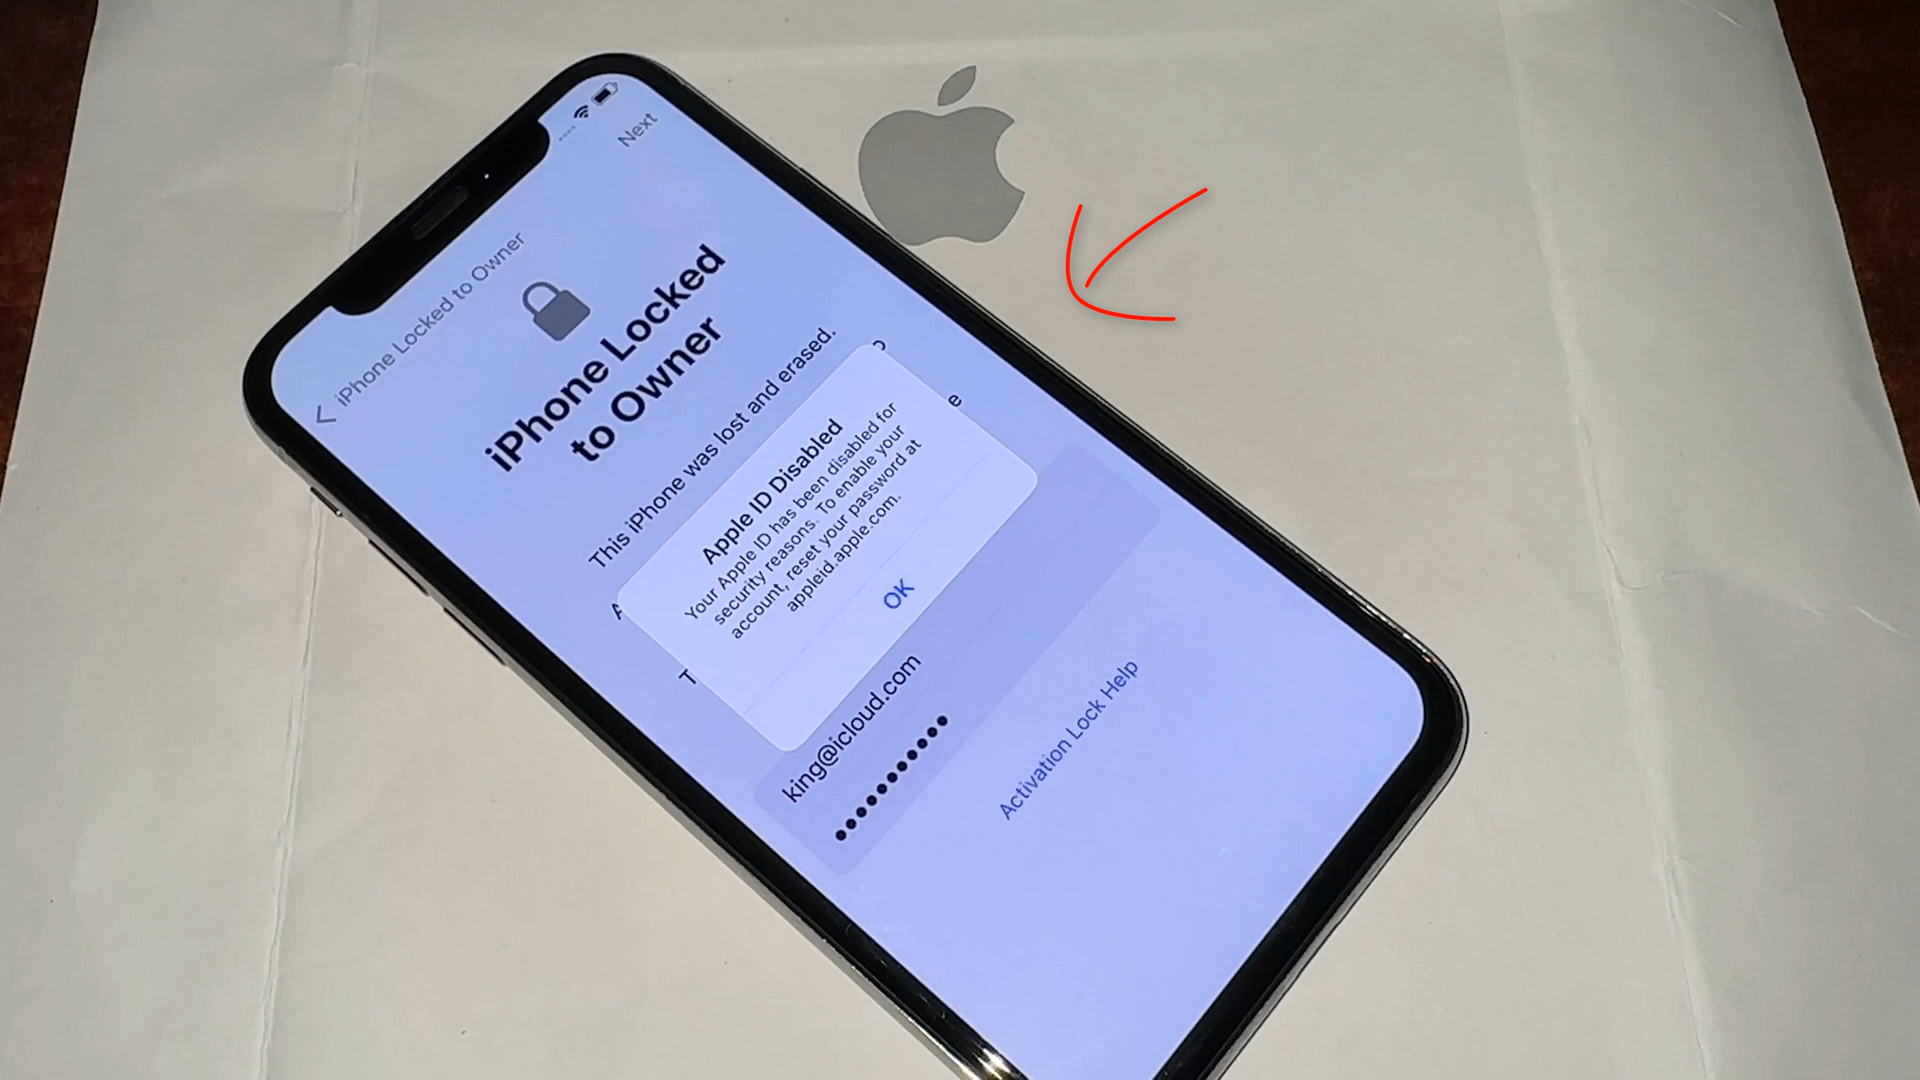 Next
iPhone Locked to Owner
iPhone Locked
to Owner
This iPhone was lost and erased.
Apple ID Disabled
Your Apple ID has been disabled for
security reasons. To enable your
account, reset your password at
appleid.apple.com.
OK
king@icloud.com
Activation Lock Help